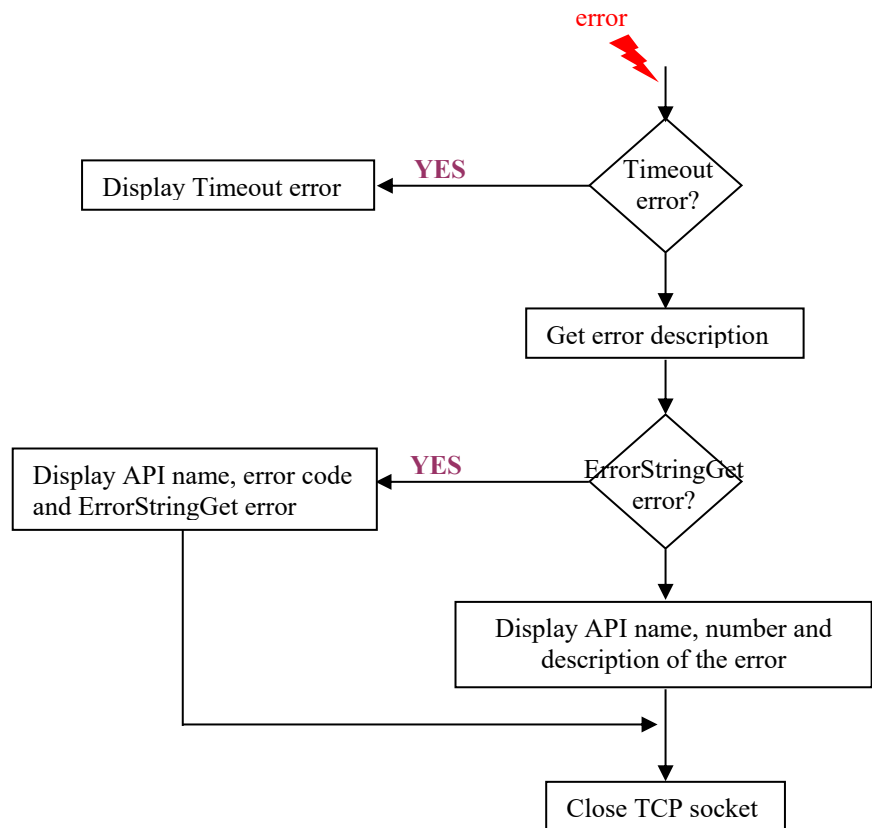 error
Timeout
error?
YES
Display Timeout error
Get error description
ErrorStringGet
error?
YES
Display API name, error code
and ErrorStringGet error
Display API name, number and
description of the error
Close TCP socket